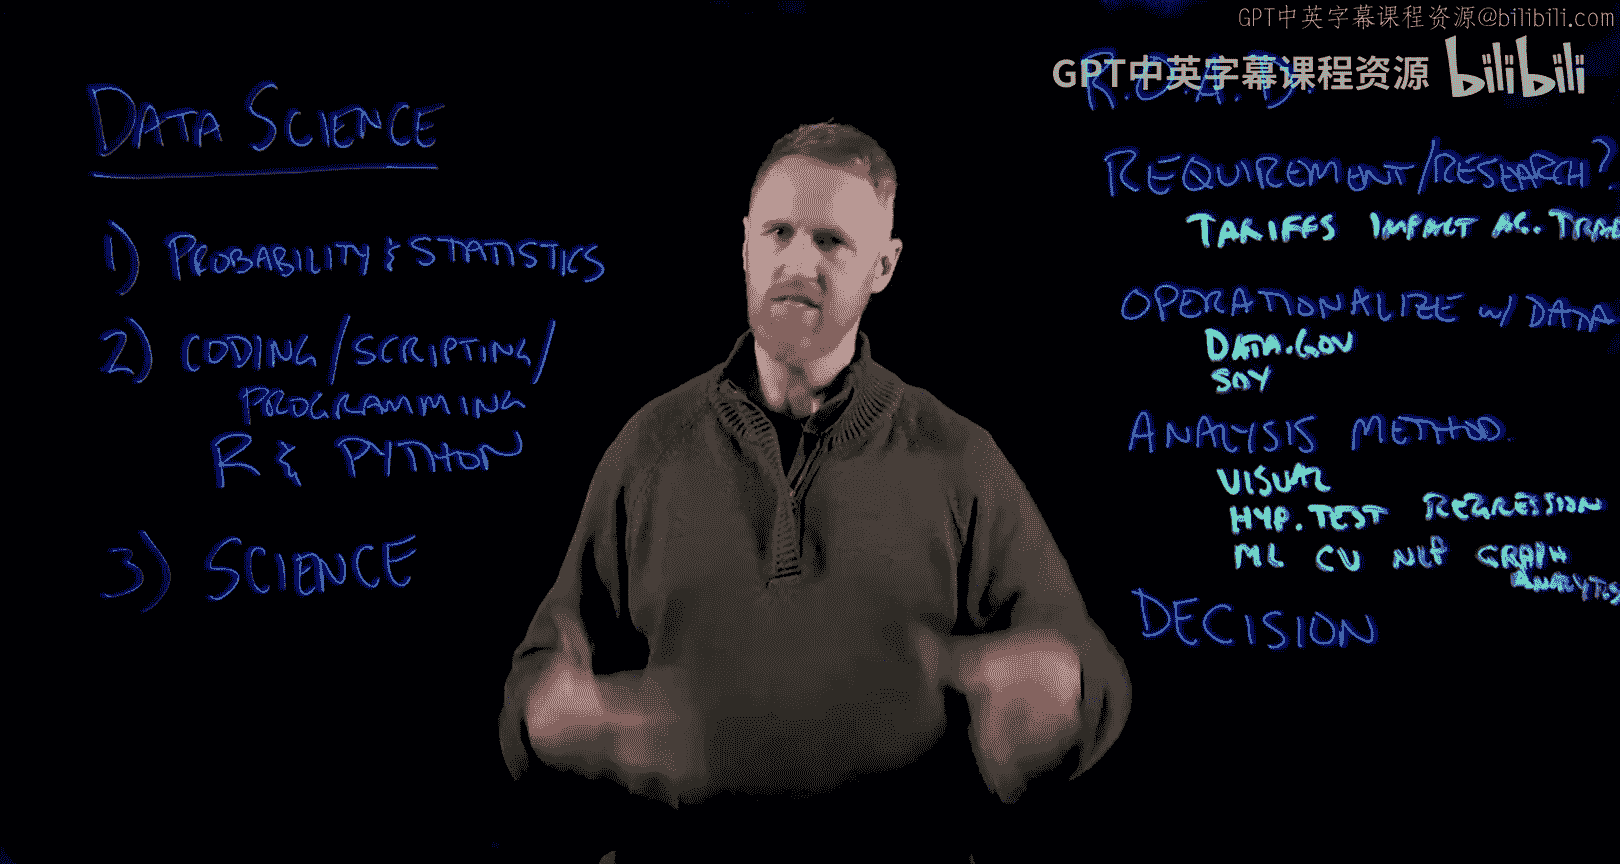 GPT中英字幕课程资源@bilibili.com
GPT中英字幕课程资源 bilibili
DATA SCIENCE
1) PROBABILITY & STATISTICS
2) CODING/SCRIPTING/
PROGRAMMING
R & PYTHON
3) SCIENCE
R.O.A.D.
REQUIREMENT/RESEARCH?
TARIFFS IMPACT AG.
OPERATIONALIZE w/ DATA
DATA.GOV
SOY
ANALYSIS METHOD.
VISUAL
HYP. TEST REGRESSION
ML CV NLP GRAPH
ANALYTICS
DECISION